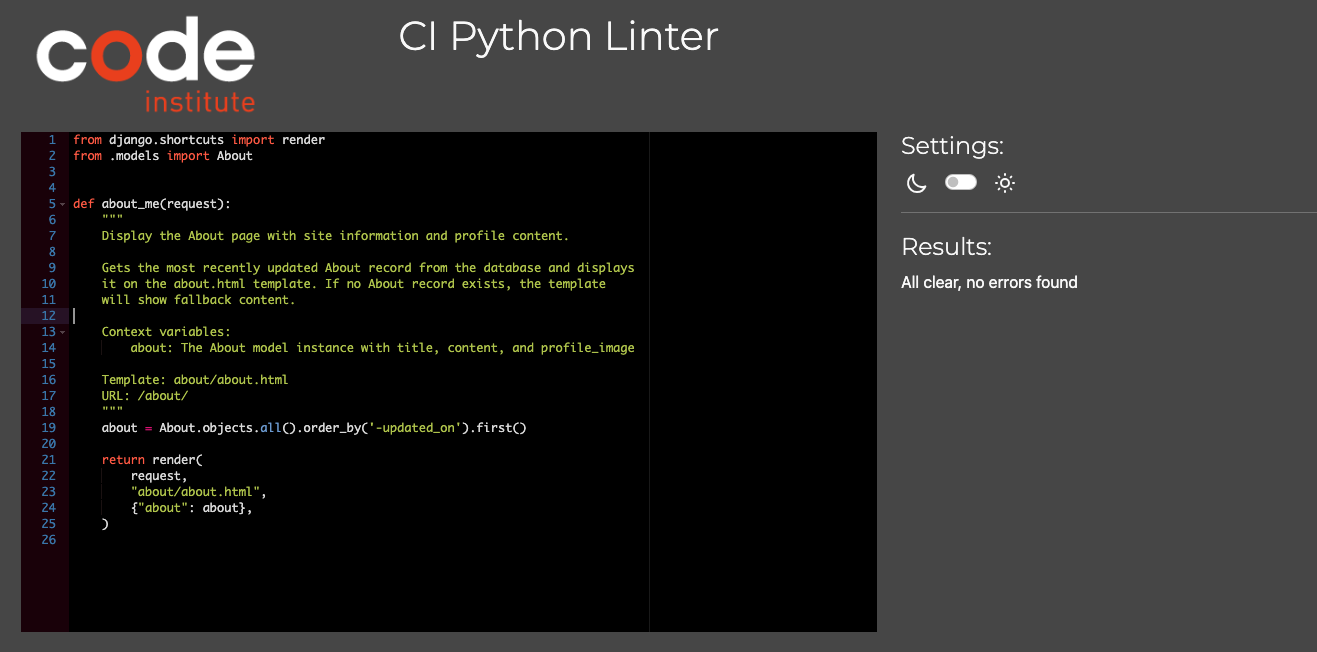 code
institute
CI Python Linter
1 from django.shortcuts import render
2 from .models import About
3
4
5 def about_me(request):
6     """
7     Display the About page with site information and profile content.
8
9     Gets the most recently updated About record from the database and displays
10     it on the about.html template. If no About record exists, the template
11     will show fallback content.
12
13     Context variables:
14         about: The About model instance with title, content, and profile_image
15
16     Template: about/about.html
17     URL: /about/
18     """
19     about = About.objects.all().order_by('-updated_on').first()
20
21     return render(
22         request,
23         "about/about.html",
24         {"about": about},
25     )
26
Settings:
Results:
All clear, no errors found